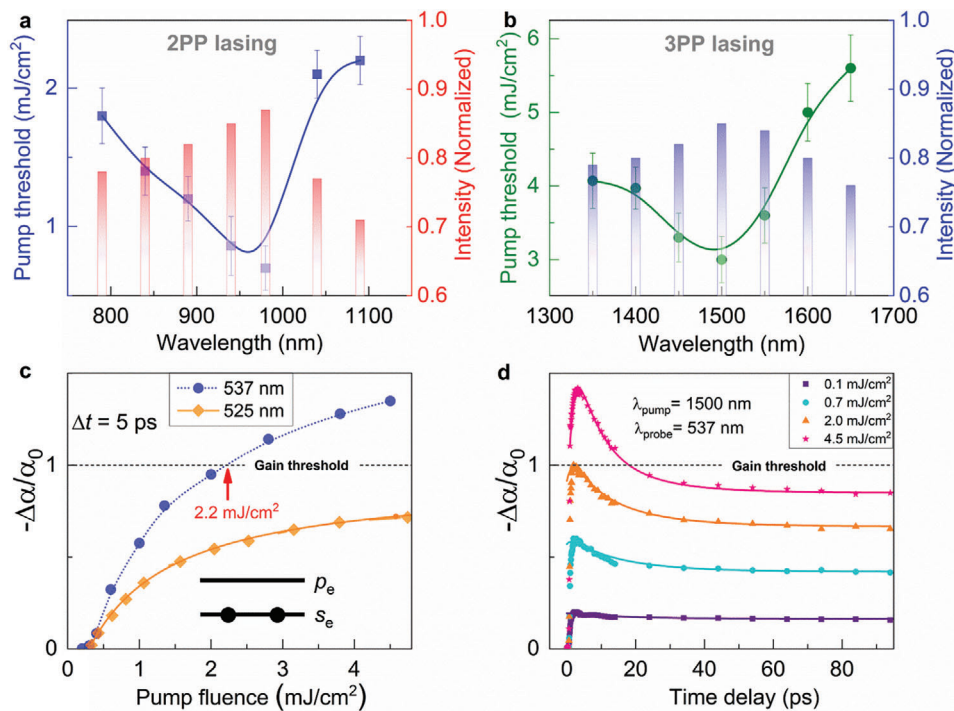 a
2PP lasing
Pump threshold (mJ/cm²)
2
1
800 900 1000 1100
Wavelength (nm)
1.0
0.9
0.8
0.7
0.6
Intensity (Normalized)
b
3PP lasing
Pump threshold (mJ/cm²)
6
5
4
3
1300 1400 1500 1600 1700
Wavelength (nm)
1.0
0.9
0.8
0.7
0.6
Intensity (Normalized)
c
537 nm
525 nm
Δt = 5 ps
Gain threshold
2.2 mJ/cm²
pₑ
sₑ
-Δα/α₀
1
0
0 1 2 3 4
Pump fluence (mJ/cm²)
d
λpump= 1500 nm
λprobe= 537 nm
0.1 mJ/cm²
0.7 mJ/cm²
2.0 mJ/cm²
4.5 mJ/cm²
Gain threshold
-Δα/α₀
1
0
0 20 40 60 80
Time delay (ps)